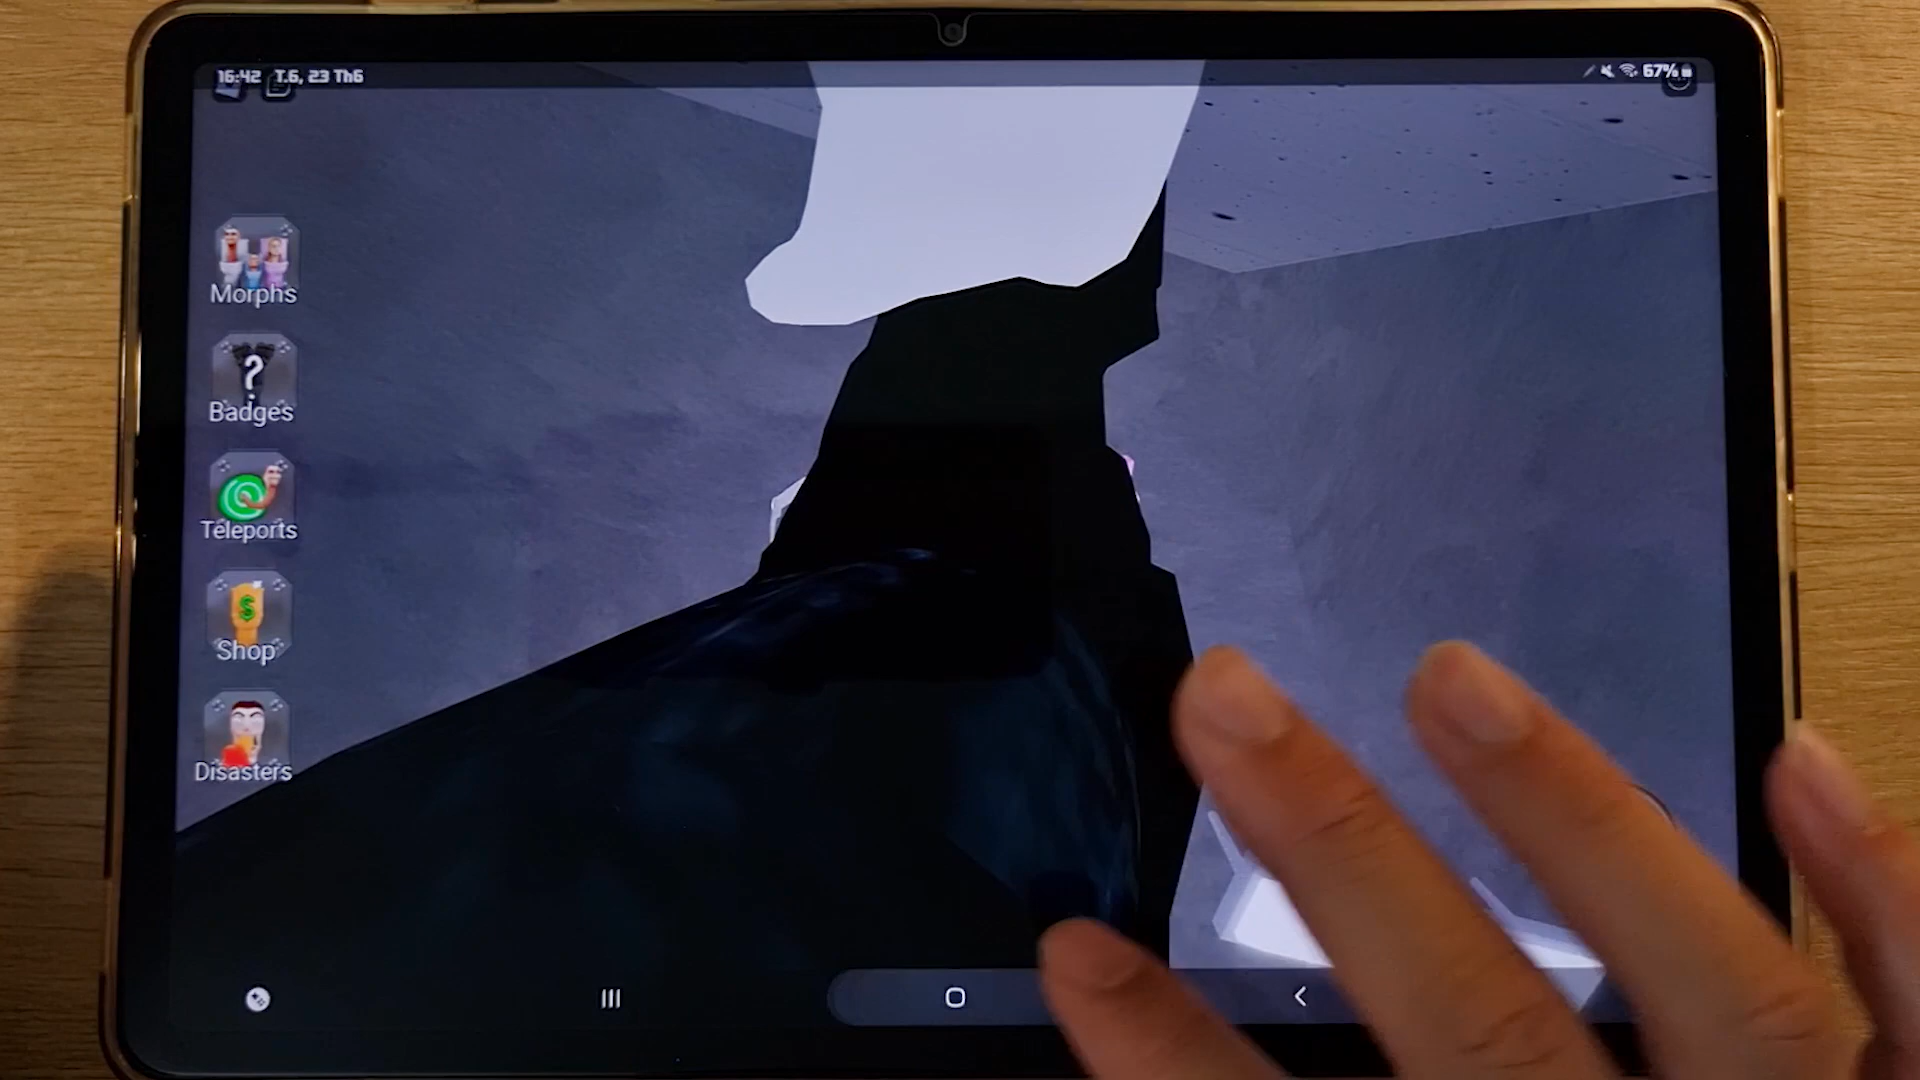 16:42 T.6, 23 Th6
67%
Morphs
?
Badges
Teleports
$
Shop
Disasters